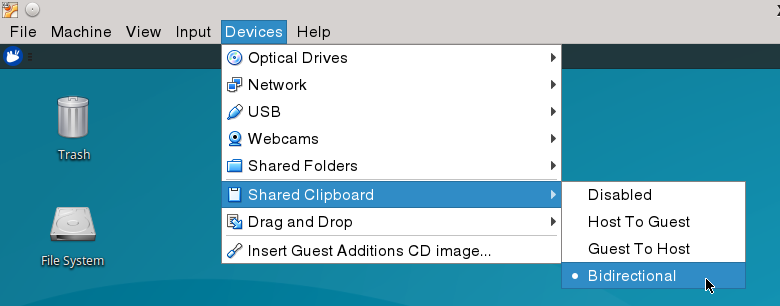 File Machine View Input Devices Help
Optical Drives
Network
USB
Webcams
Shared Folders
Shared Clipboard
Drag and Drop
Insert Guest Additions CD image...
Disabled
Host To Guest
Guest To Host
Bidirectional
Trash
File System